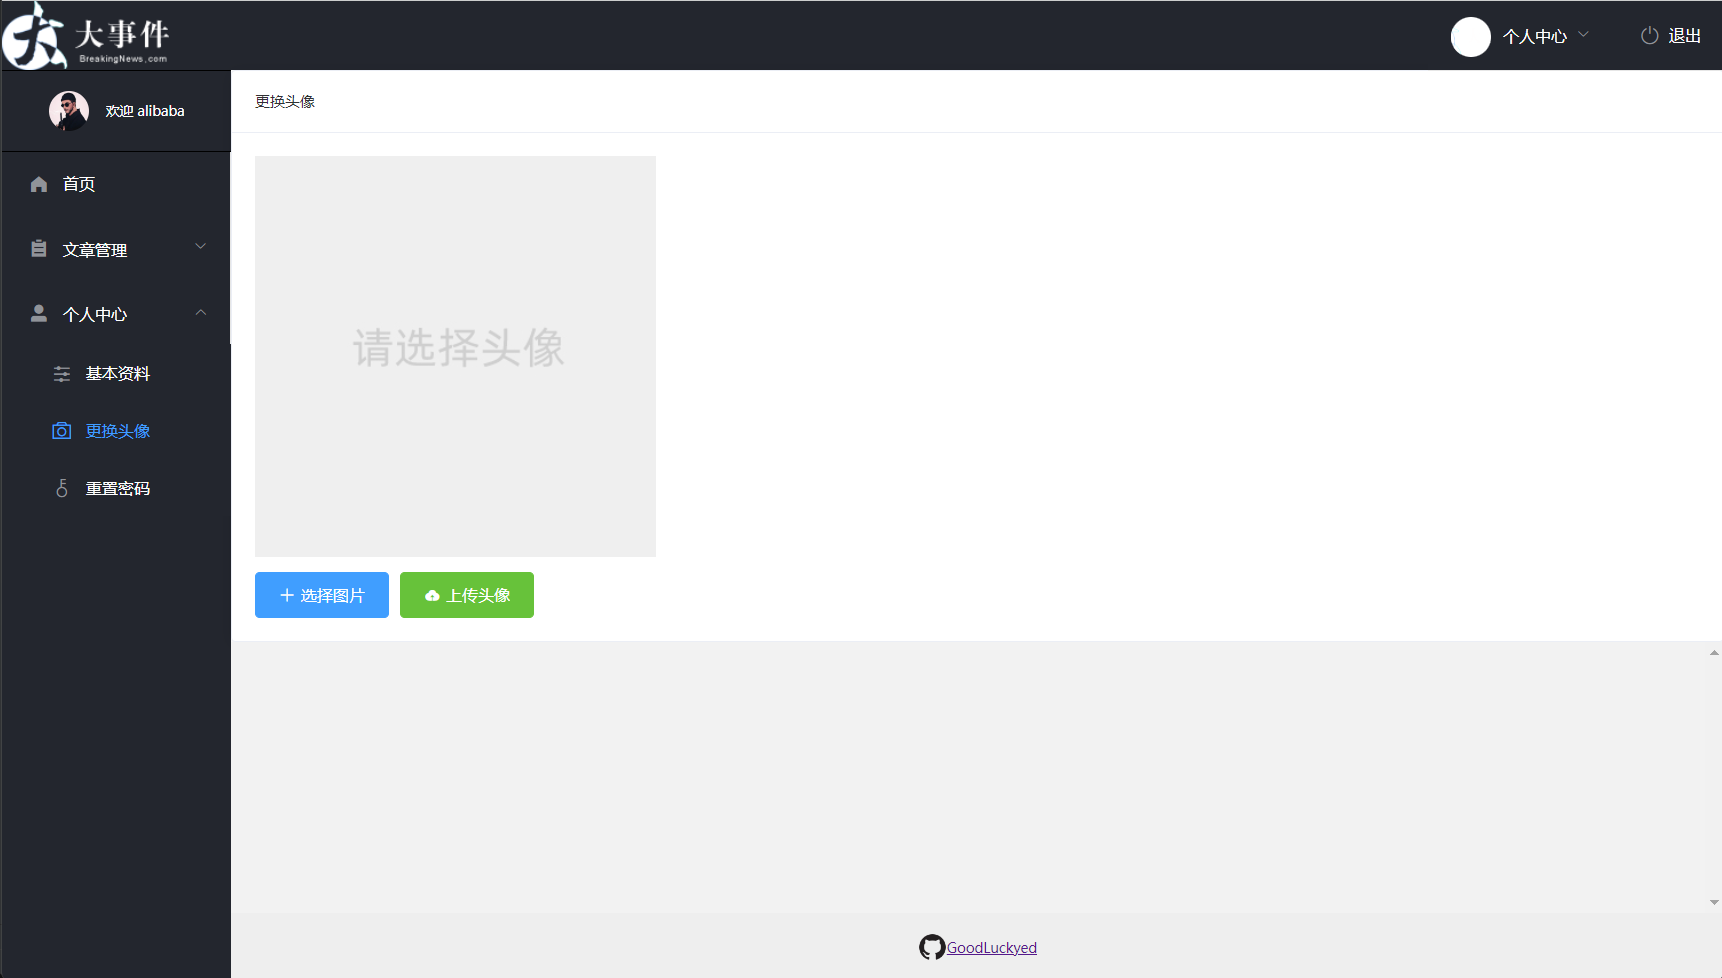 大事件
BreakingNews.com
个人中心
退出
欢迎 alibaba
首页
文章管理
个人中心
基本资料
更换头像
重置密码
更换头像
请选择头像
选择图片
上传头像
GoodLuckyed